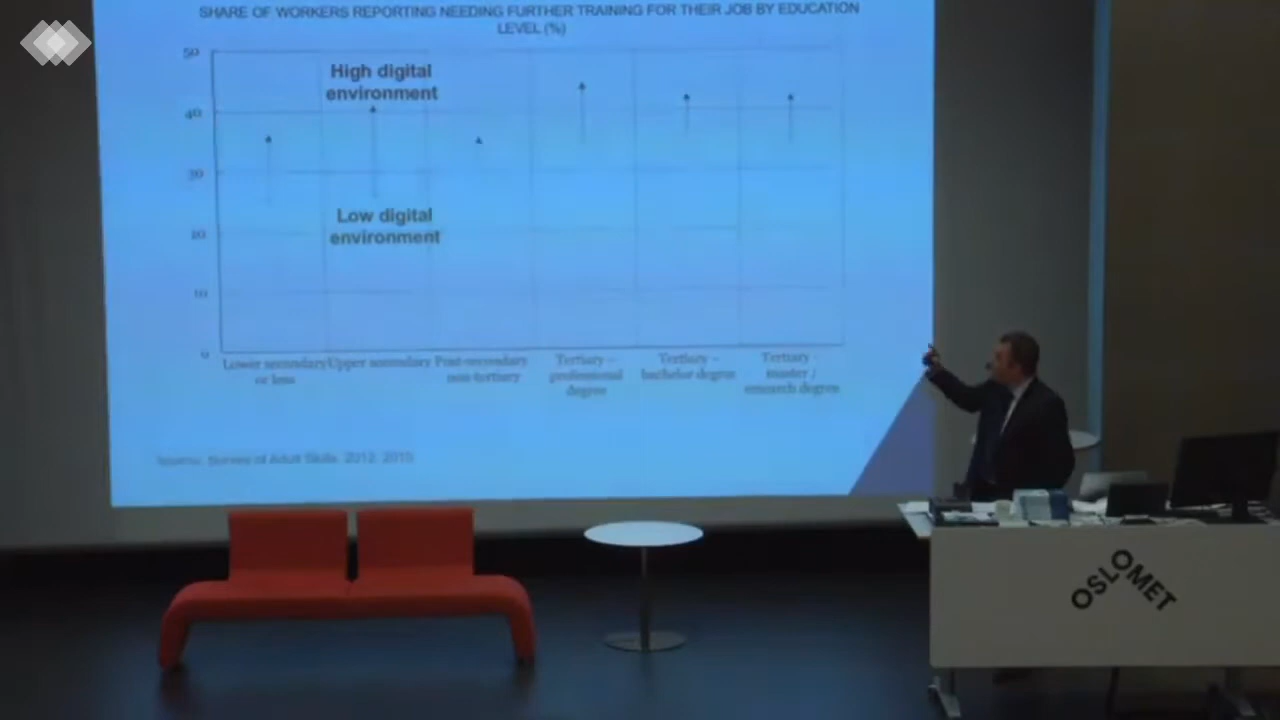 SHARE OF WORKERS REPORTING NEEDING FURTHER TRAINING FOR THEIR JOB BY EDUCATION
LEVEL (%)
50
40
30
20
10
0
High digital
environment
Low digital
environment
Lower secondary
or less
Upper secondary
Post-secondary
non-tertiary
Tertiary –
professional
degree
Tertiary –
bachelor degree
Tertiary –
master /
research degree
Source: Survey of Adult Skills, 2012, 2015
OSLOMET